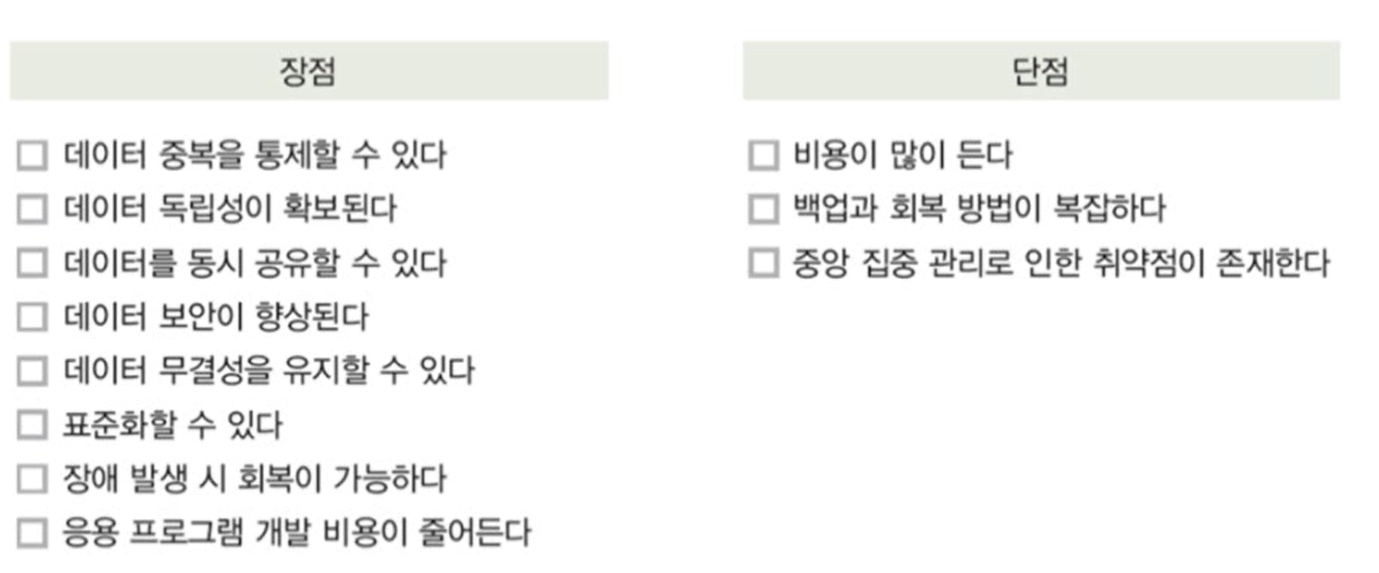 장점
데이터 중복을 통제할 수 있다
데이터 독립성이 확보된다
데이터를 동시 공유할 수 있다
데이터 보안이 향상된다
데이터 무결성을 유지할 수 있다
표준화할 수 있다
장애 발생 시 회복이 가능하다
응용 프로그램 개발 비용이 줄어든다
단점
비용이 많이 든다
백업과 회복 방법이 복잡하다
중앙 집중 관리로 인한 취약점이 존재한다